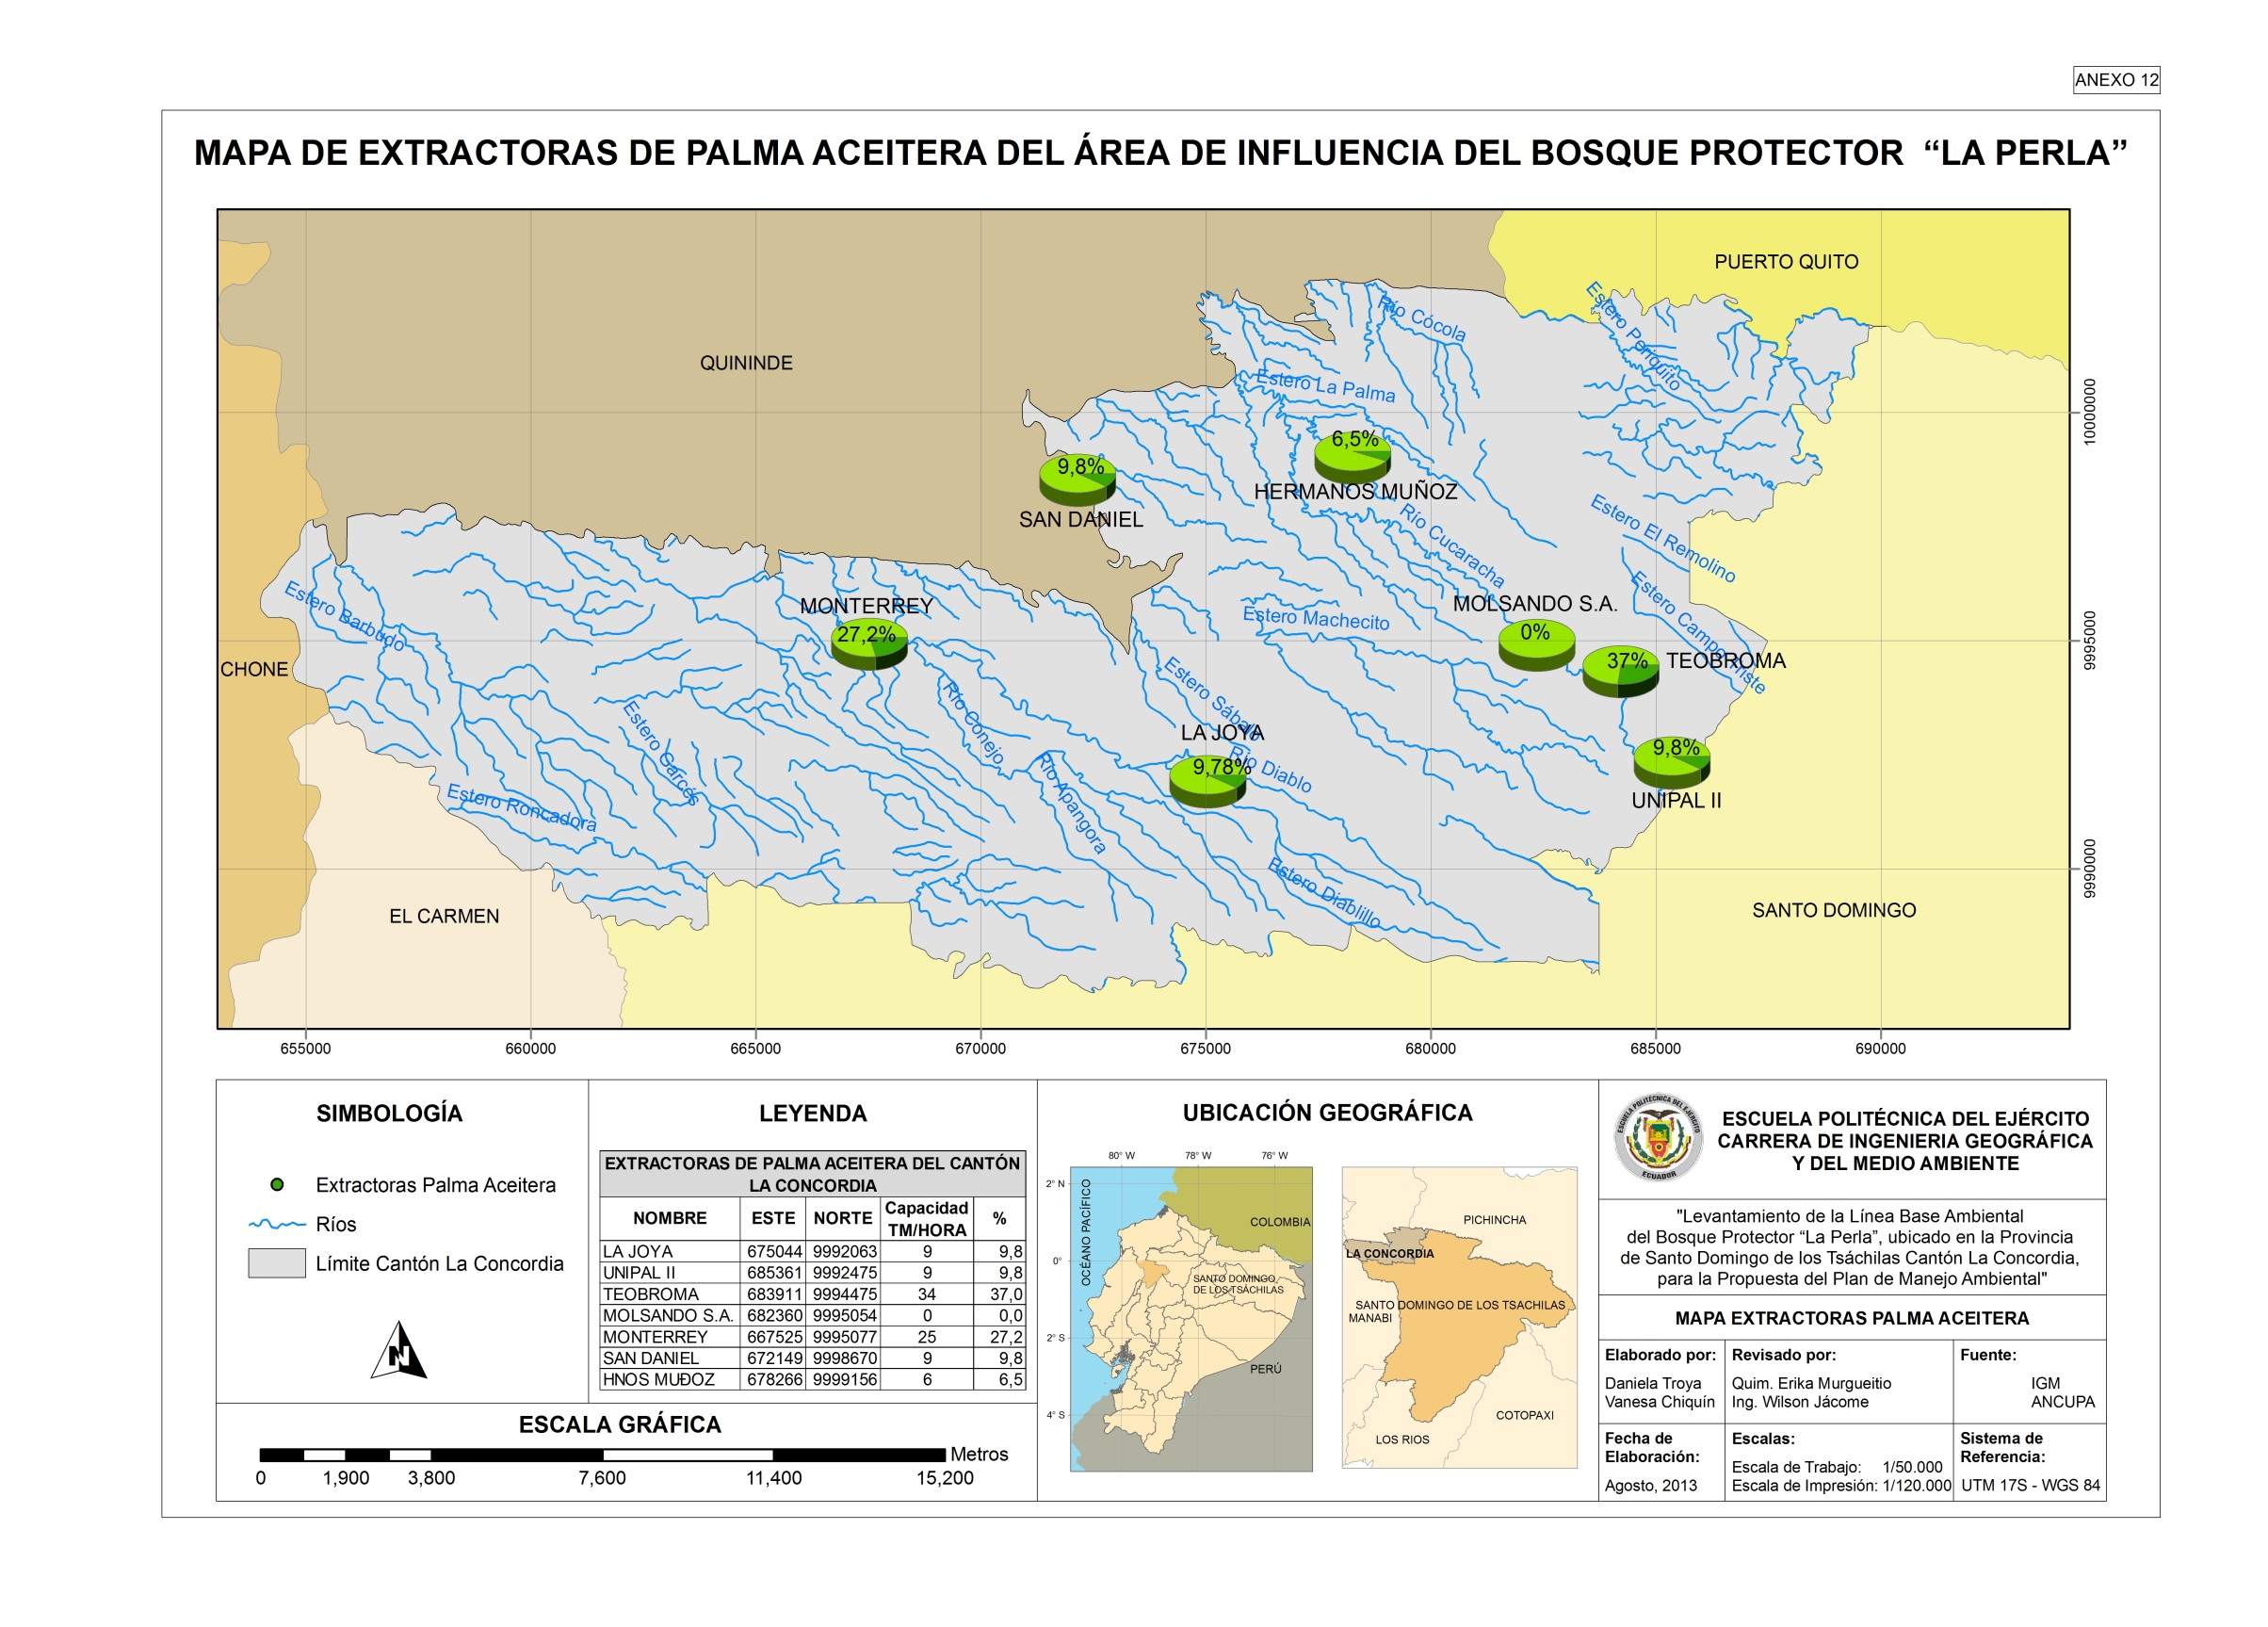 ANEXO 12
MAPA DE EXTRACTORAS DE PALMA ACEITERA DEL ÁREA DE INFLUENCIA DEL BOSQUE PROTECTOR “LA PERLA”
PUERTO QUITO
Estero Periquito
Río Cócola
QUININDE
Estero La Palma
1000000
6,5%
HERMANOS MUÑOZ
9,8%
SAN DANIEL
Río Cucaracha
Estero El Remolino
Estero Campo Triste
Estero Barbudo
MONTERREY
27,2%
MOLSANDO S.A.
0%
Estero Machecito
37%
TEOBROMA
9995000
CHONE
Estero Sábalo
Río Conejo
Estero Garcés
LA JOYA
9,78%
Río Diablo
9,8%
UNIPAL II
Río Apangora
Estero Roncadora
Estero Diablillo
9990000
EL CARMEN
SANTO DOMINGO
655000 660000 665000 670000 675000 680000 685000 690000
SIMBOLOGÍA
Extractoras Palma Aceitera
Ríos
Límite Cantón La Concordia
N
LEYENDA
EXTRACTORAS DE PALMA ACEITERA DEL CANTÓN
LA CONCORDIA
NOMBRE ESTE NORTE Capacidad TM/HORA %
LA JOYA 675044 9992063 9 9,8
UNIPAL II 685361 9992475 9 9,8
TEOBROMA 683911 9994475 34 37,0
MOLSANDO S.A. 682360 9995054 0 0,0
MONTERREY 667525 9995077 25 27,2
SAN DANIEL 672149 9998670 9 9,8
HNOS MUÐOZ 678266 9999156 6 6,5
ESCALA GRÁFICA
Metros
0 1,900 3,800 7,600 11,400 15,200
UBICACIÓN GEOGRÁFICA
80° W 78° W 76° W
2° N
0°
2° S
4° S
OCÉANO PACÍFICO
COLOMBIA
SANTO DOMINGO
DE LOS TSÁCHILAS
PERÚ
PICHINCHA
LA CONCORDIA
SANTO DOMINGO DE LOS TSACHILAS
MANABI
COTOPAXI
LOS RIOS
ESCUELA POLITÉCNICA DEL EJÉRCITO
ECUADOR
ESCUELA POLITÉCNICA DEL EJÉRCITO
CARRERA DE INGENIERIA GEOGRÁFICA
Y DEL MEDIO AMBIENTE
"Levantamiento de la Línea Base Ambiental
del Bosque Protector “La Perla”, ubicado en la Provincia
de Santo Domingo de los Tsáchilas Cantón La Concordia,
para la Propuesta del Plan de Manejo Ambiental"
MAPA EXTRACTORAS PALMA ACEITERA
Elaborado por:
Daniela Troya
Vanesa Chiquín
Revisado por:
Quim. Erika Murgueitio
Ing. Wilson Jácome
Fuente:
IGM
ANCUPA
Fecha de
Elaboración:
Agosto, 2013
Escalas:
Escala de Trabajo: 1/50.000
Escala de Impresión: 1/120.000
Sistema de
Referencia:
UTM 17S - WGS 84